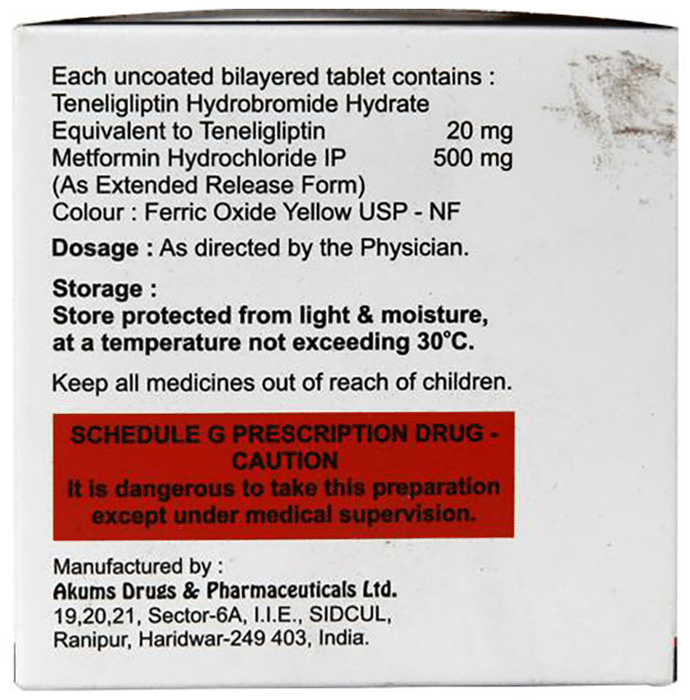 Each uncoated bilayered tablet contains :
Teneligliptin Hydrobromide Hydrate
Equivalent to Teneligliptin 20 mg
Metformin Hydrochloride IP 500 mg
(As Extended Release Form)
Colour : Ferric Oxide Yellow USP - NF
Dosage : As directed by the Physician.
Storage :
Store protected from light & moisture,
at a temperature not exceeding 30°C.
Keep all medicines out of reach of children.
SCHEDULE G PRESCRIPTION DRUG -
CAUTION
It is dangerous to take this preparation
except under medical supervision.
Manufactured by :
Akums Drugs & Pharmaceuticals Ltd.
19,20,21, Sector-6A, I.I.E., SIDCUL,
Ranipur, Haridwar-249 403, India.